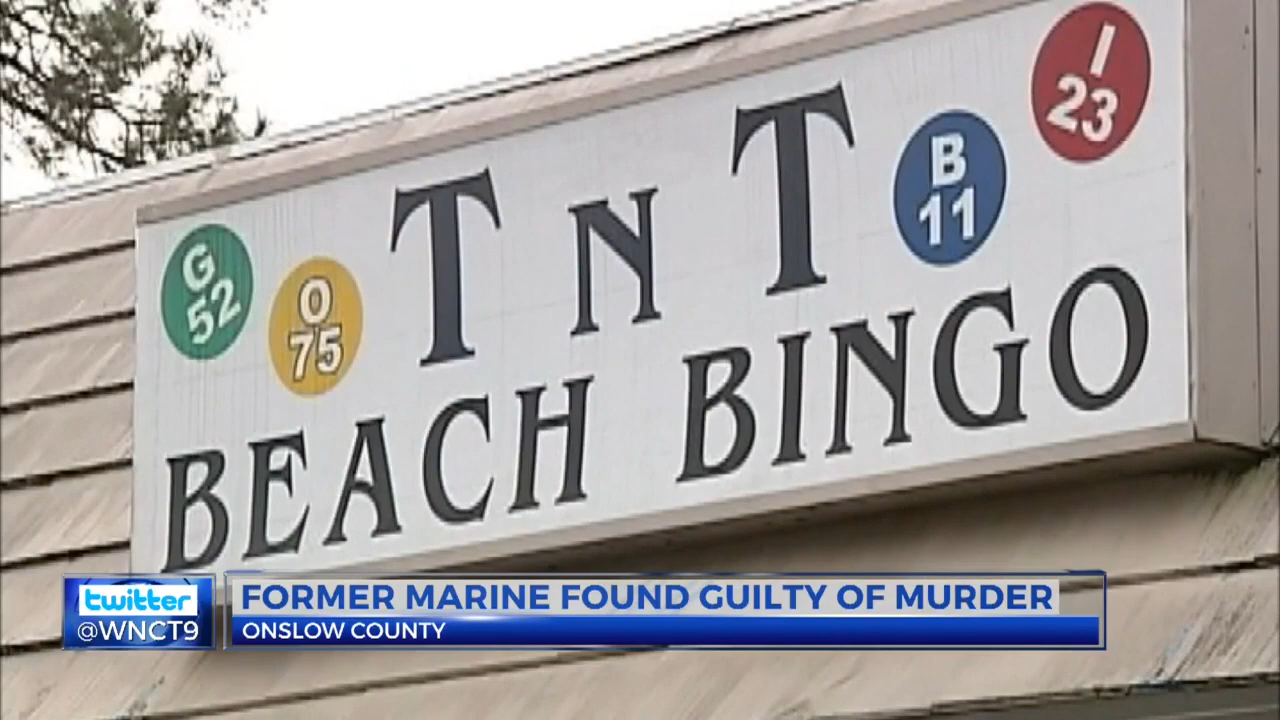 I
23
B
11
T N T
G
52
O
75
BEACH BINGO
twitter
@WNCT9
FORMER MARINE FOUND GUILTY OF MURDER
ONSLOW COUNTY